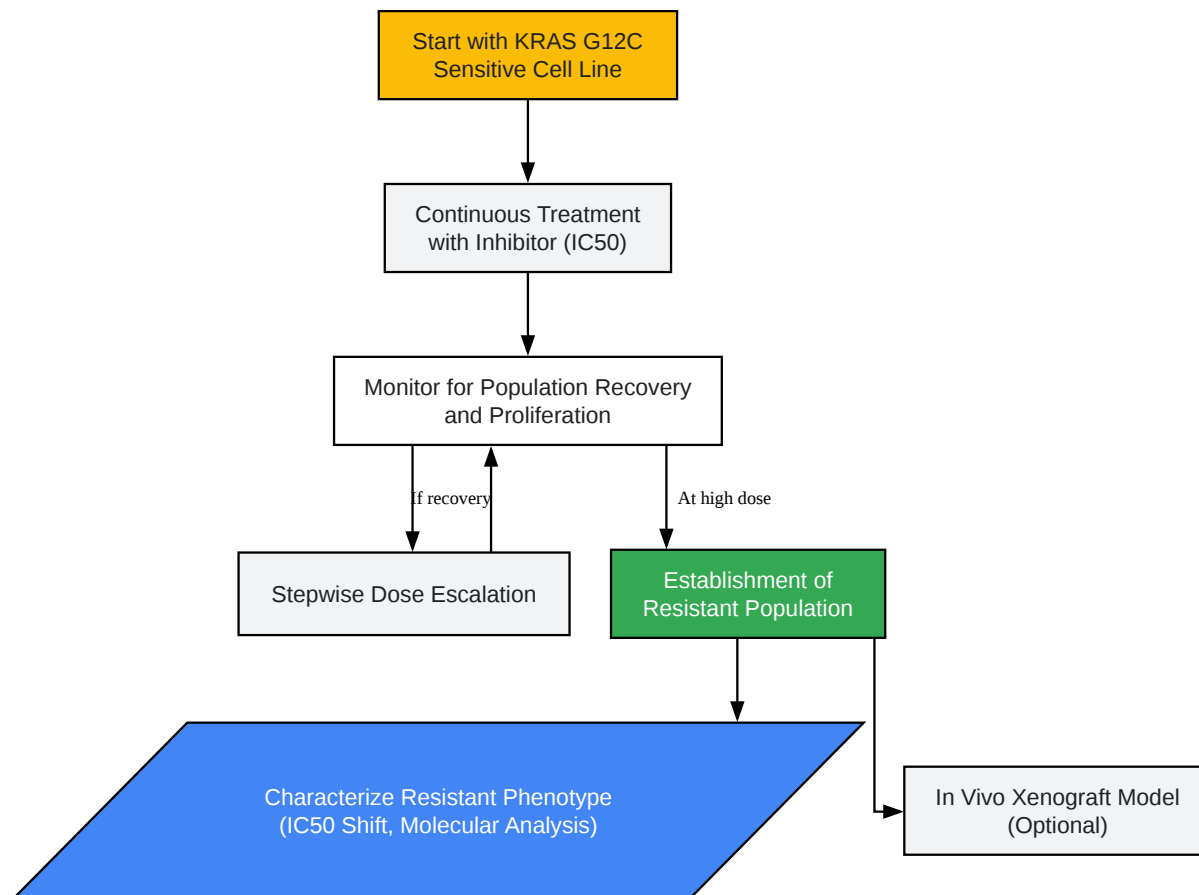 Start with KRAS G12C
Sensitive Cell Line
Continuous Treatment
with Inhibitor (IC50)
Monitor for Population Recovery
and Proliferation
If recovery
At high dose
Stepwise Dose Escalation
Establishment of
Resistant Population
Characterize Resistant Phenotype
(IC50 Shift, Molecular Analysis)
In Vivo Xenograft Model
(Optional)